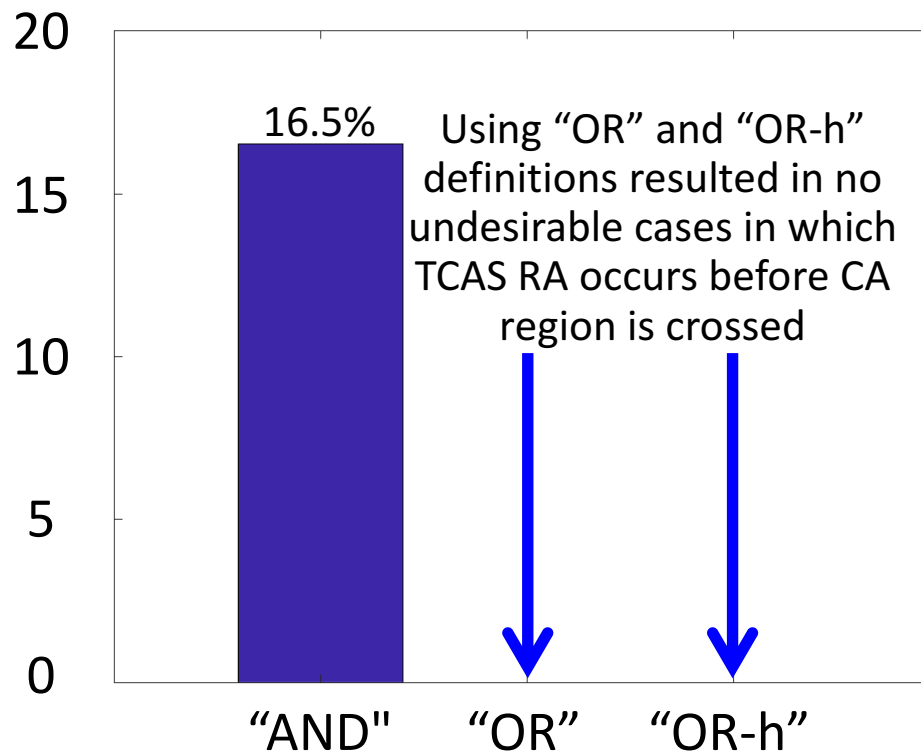 20
16.5%
Using “OR” and “OR-h”
definitions resulted in no
undesirable cases in which
TCAS RA occurs before CA
region is crossed
15
10
5
0
“AND"
“OR”
“OR-h”